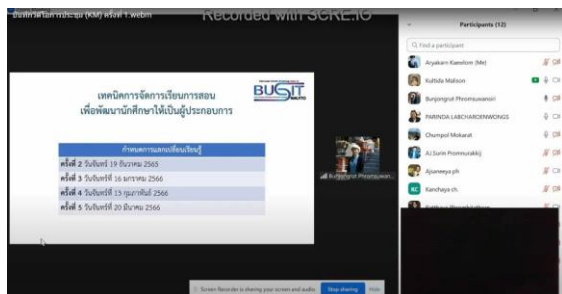 บันทึกวิดีโอการประชุม (KM) ครั้งที่ 1.webm
Recorded with SCRE.IO
Participants (12)
Find a participant
Aryakarn Kaeolom (Me)
Kultida Malison
Burjongrut Phromsuwansiri
PARINDA LABCHAROENWONGS
Chumpol Mokarat
AJ.Surin Prommurakkij
Ajuaneeya ph
KC Kanchaya ch.
เทคนิคการจัดการเรียนการสอน
เพื่อพัฒนานักศึกษาให้เป็นผู้ประกอบการ
BUSIT
กำหนดการแลกเปลี่ยนเรียนรู้
ครั้งที่ 2 วันจันทร์ 19 ธันวาคม 2565
ครั้งที่ 3 วันจันทร์ที่ 16 มกราคม 2566
ครั้งที่ 4 วันจันทร์ที่ 13 กุมภาพันธ์ 2566
ครั้งที่ 5 วันจันทร์ที่ 20 มีนาคม 2566
Burjongrut Phromsuwan...
Screen Recorder is sharing your screen and audio.
Stop sharing
Hide